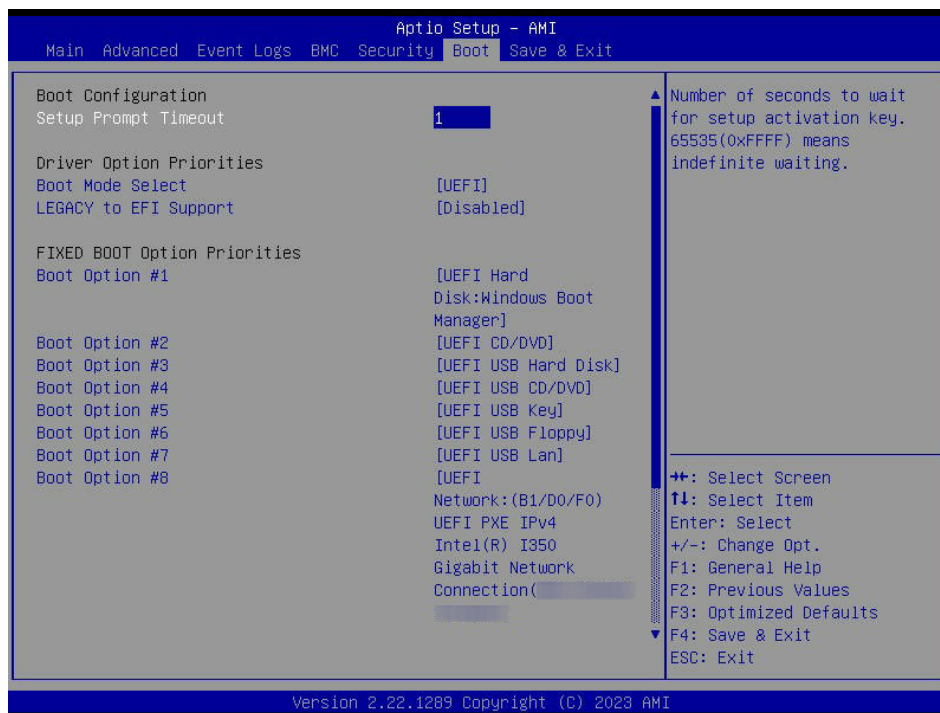 Aptio Setup – AMI
Main Advanced Event Logs BMC Security Boot Save & Exit
Boot Configuration
Setup Prompt Timeout 1
Driver Option Priorities
Boot Mode Select [UEFI]
LEGACY to EFI Support [Disabled]
FIXED BOOT Option Priorities
Boot Option #1 [UEFI Hard
Disk:Windows Boot
Manager]
Boot Option #2 [UEFI CD/DVD]
Boot Option #3 [UEFI USB Hard Disk]
Boot Option #4 [UEFI USB CD/DVD]
Boot Option #5 [UEFI USB Key]
Boot Option #6 [UEFI USB Floppy]
Boot Option #7 [UEFI USB Lan]
Boot Option #8 [UEFI
Network:(B1/D0/F0)
UEFI PXE IPv4
Intel(R) I350
Gigabit Network
Connection(
Number of seconds to wait
for setup activation key.
65535(0xFFFF) means
indefinite waiting.
→←: Select Screen
↑↓: Select Item
Enter: Select
+/-: Change Opt.
F1: General Help
F2: Previous Values
F3: Optimized Defaults
F4: Save & Exit
ESC: Exit
Version 2.22.1289 Copyright (C) 2023 AMI